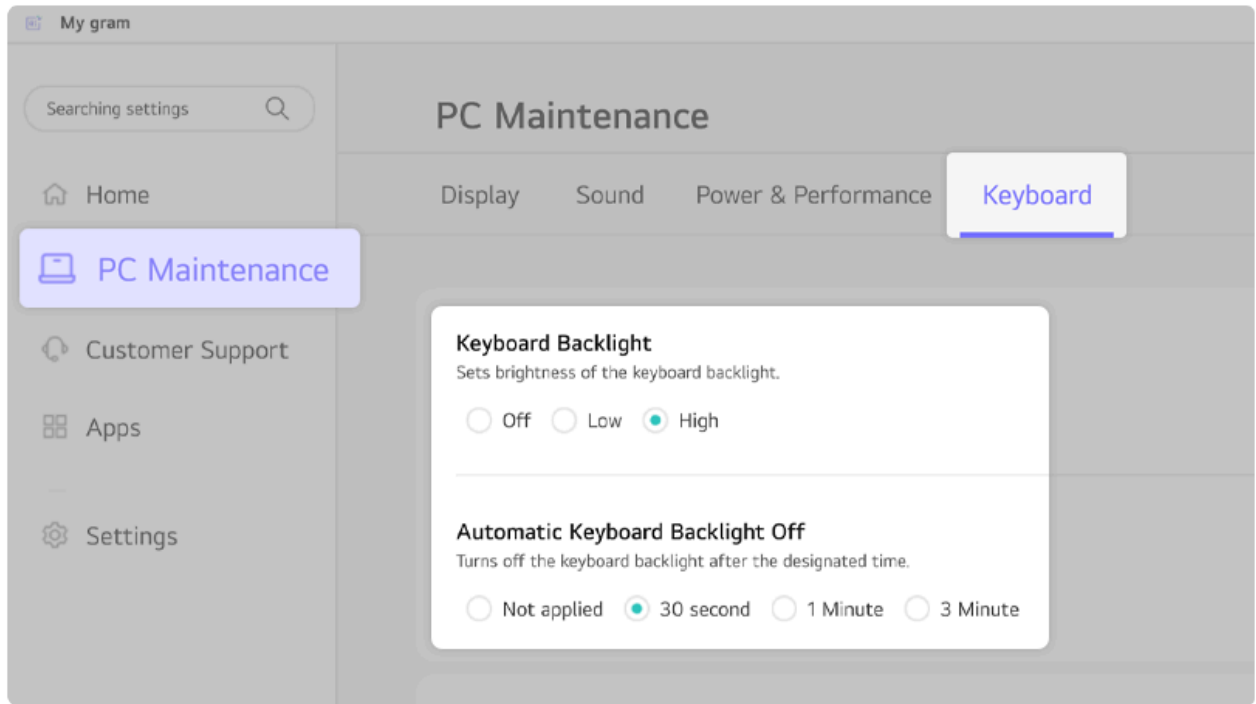 My gram
Searching settings
Home
PC Maintenance
Customer Support
Apps
Settings
PC Maintenance
Display Sound Power & Performance Keyboard
Keyboard Backlight
Sets brightness of the keyboard backlight.
Off Low High
Automatic Keyboard Backlight Off
Turns off the keyboard backlight after the designated time.
Not applied 30 second 1 Minute 3 Minute